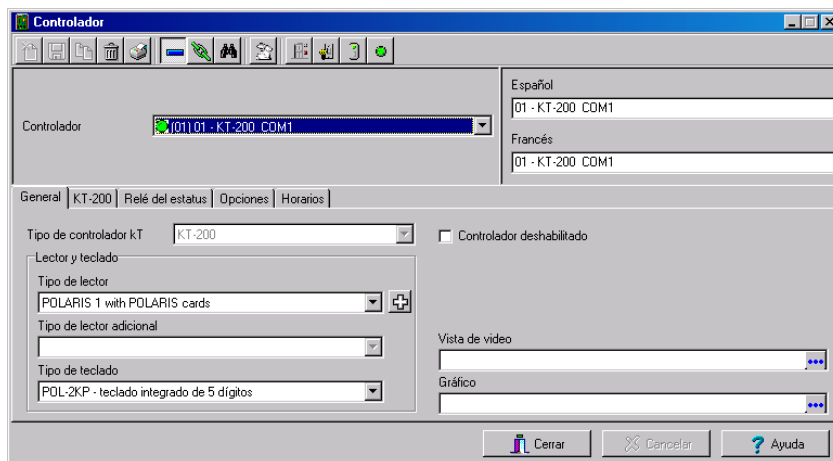 Controlador
Controlador
(01) 01 - KT-200 COM1
Español
01 - KT-200 COM1
Francés
01 - KT-200 COM1
General
KT-200
Relé del estatus
Opciones
Horarios
Tipo de controlador kT
KT-200
Controlador deshabilitado
Lector y teclado
Tipo de lector
POLARIS 1 with POLARIS cards
Tipo de lector adicional
Tipo de teclado
POL-2KP - teclado integrado de 5 dígitos
Vista de video
Gráfico
Cerrar
Cancelar
Ayuda